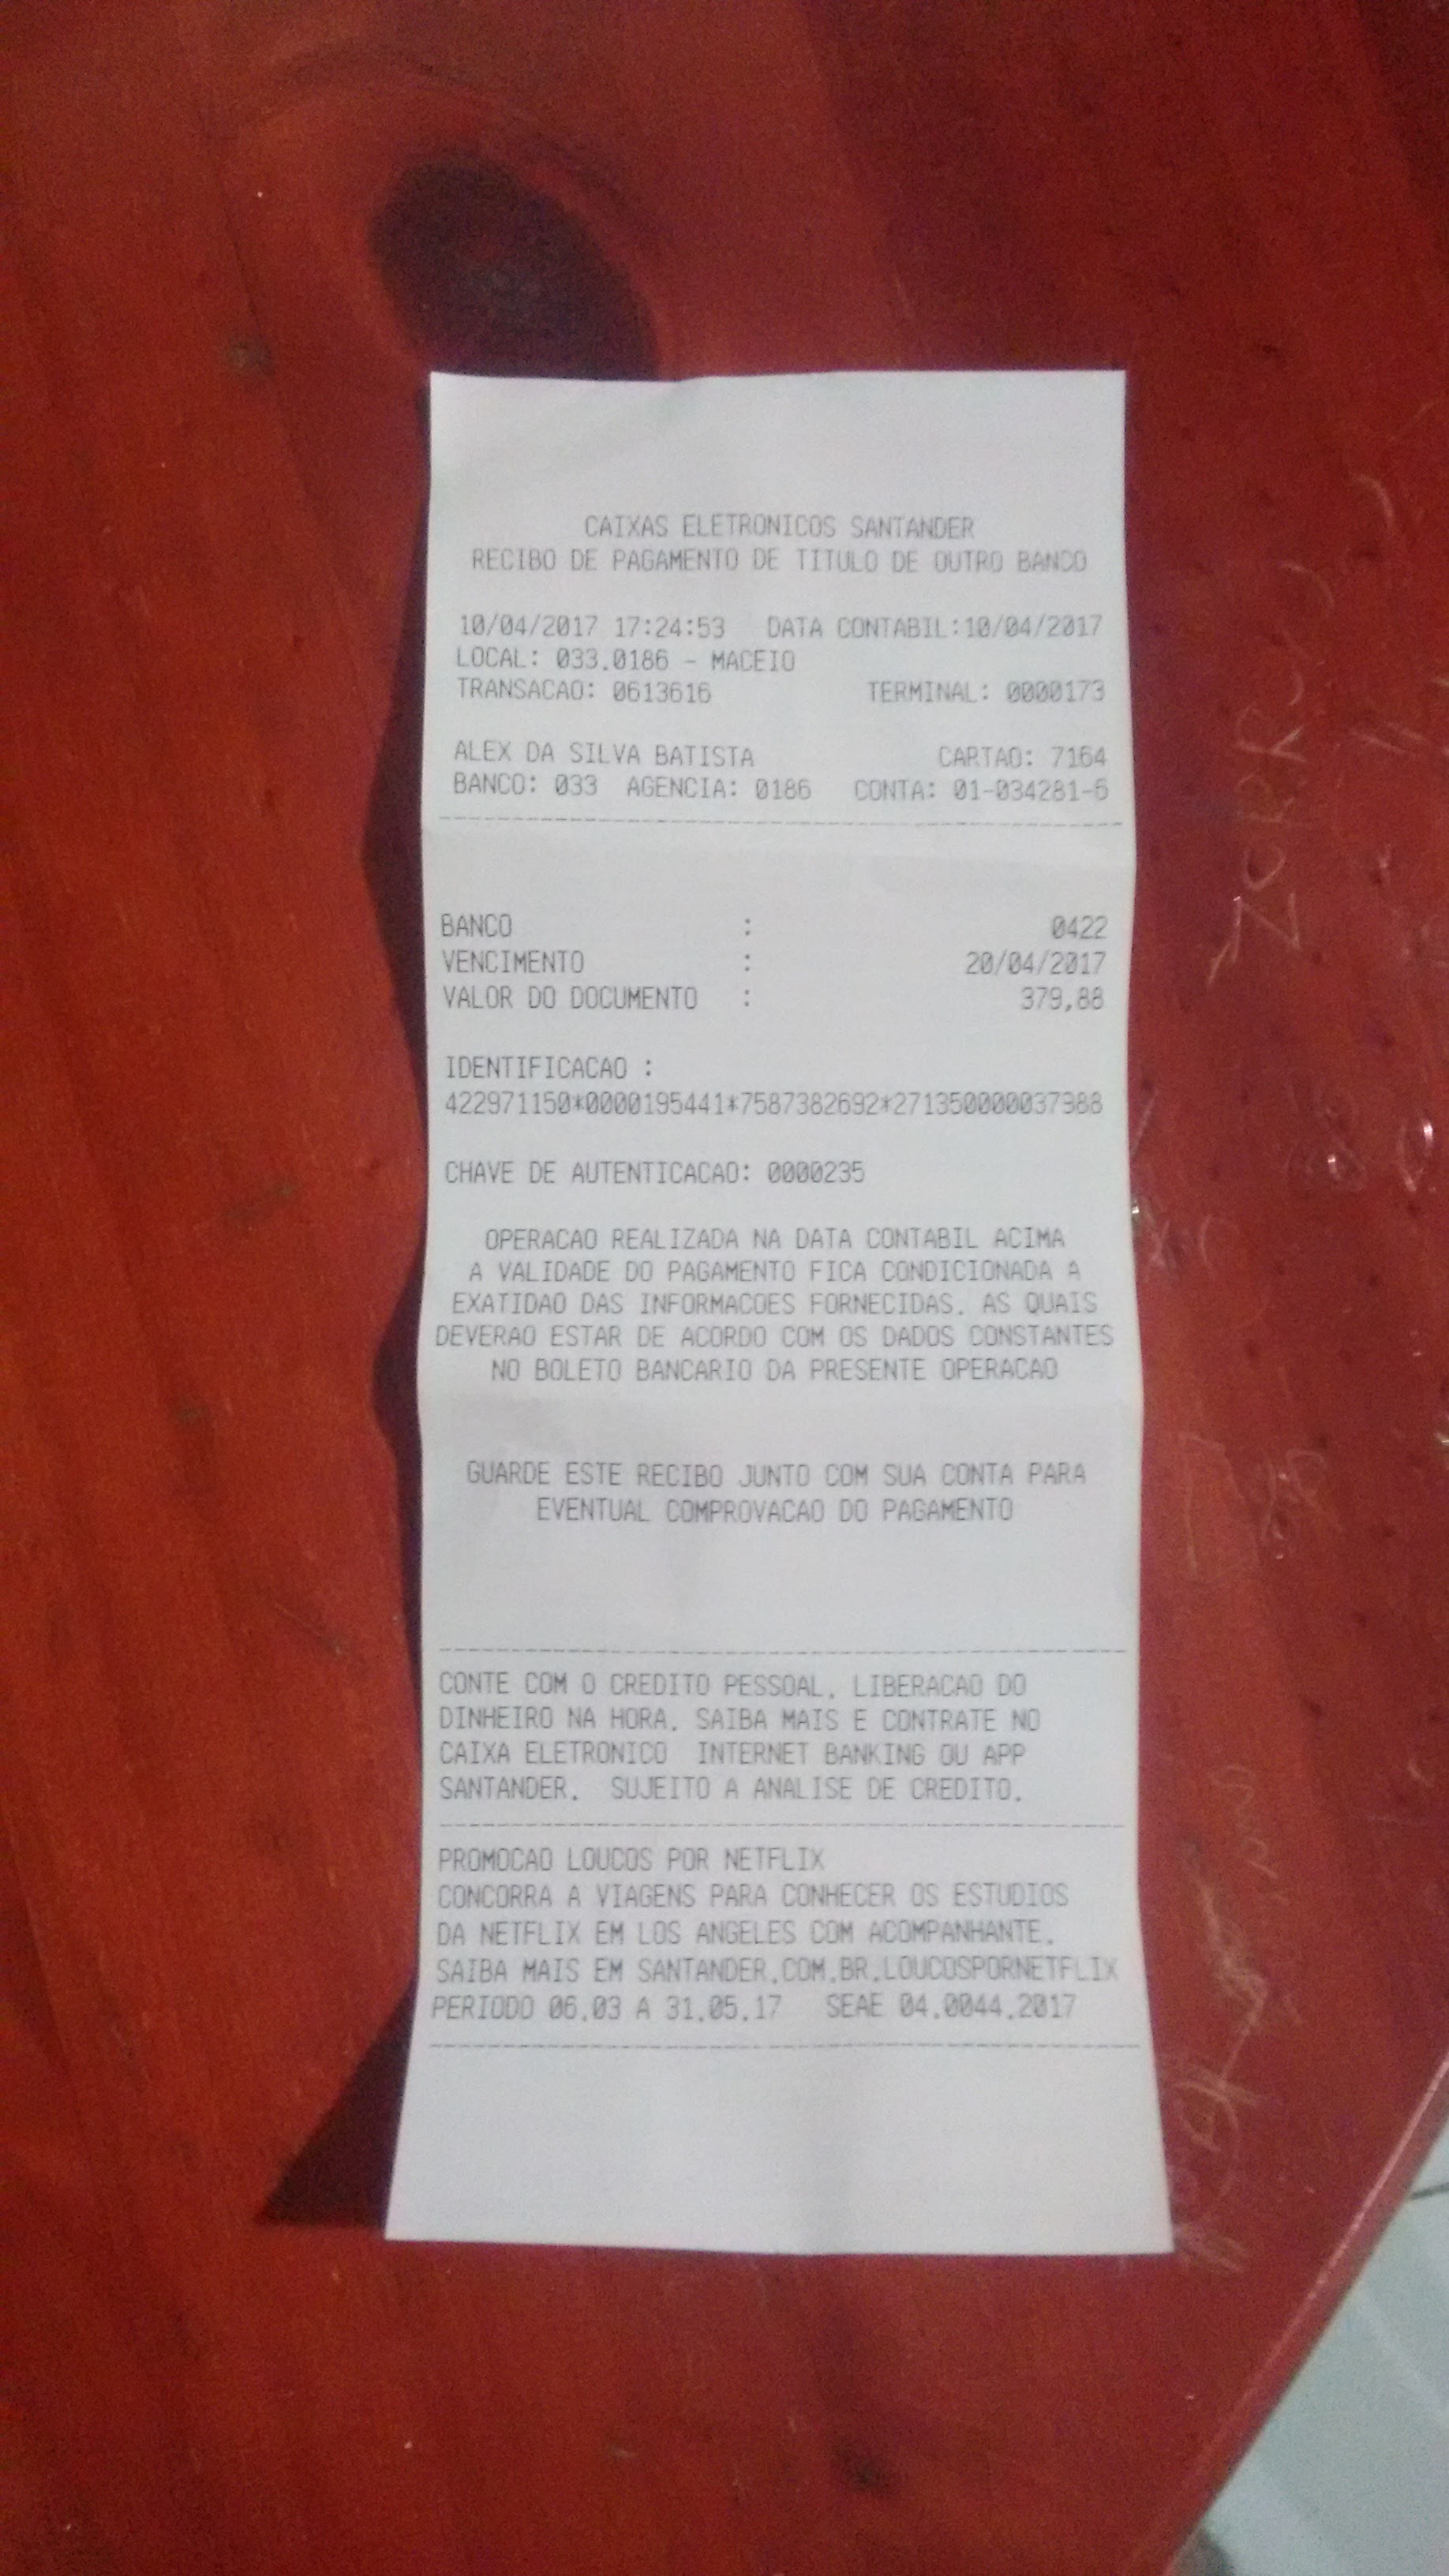 CAIXAS ELETRONICOS SANTANDER
RECIBO DE PAGAMENTO DE TITULO DE OUTRO BANCO
10/04/2017 17:24:53 DATA CONTABIL:10/04/2017
LOCAL: 033.0186 - MACEIO
TRANSACAO: 0613616 TERMINAL: 0000173
ALEX DA SILVA BATISTA CARTAO: 7164
BANCO: 033 AGENCIA: 0186 CONTA: 01-034281-6
BANCO : 0422
VENCIMENTO : 20/04/2017
VALOR DO DOCUMENTO : 379,88
IDENTIFICACAO :
422971150*0000195441*7587382692*271350000037988
CHAVE DE AUTENTICACAO: 0000235
OPERACAO REALIZADA NA DATA CONTABIL ACIMA
A VALIDADE DO PAGAMENTO FICA CONDICIONADA A
EXATIDAO DAS INFORMACOES FORNECIDAS. AS QUAIS
DEVERAO ESTAR DE ACORDO COM OS DADOS CONSTANTES
NO BOLETO BANCARIO DA PRESENTE OPERACAO
GUARDE ESTE RECIBO JUNTO COM SUA CONTA PARA
EVENTUAL COMPROVACAO DO PAGAMENTO
CONTE COM O CREDITO PESSOAL. LIBERACAO DO
DINHEIRO NA HORA. SAIBA MAIS E CONTRATE NO
CAIXA ELETRONICO INTERNET BANKING OU APP
SANTANDER. SUJEITO A ANALISE DE CREDITO.
PROMOCAO LOUCOS POR NETFLIX
CONCORRA A VIAGENS PARA CONHECER OS ESTUDIOS
DA NETFLIX EM LOS ANGELES COM ACOMPANHANTE.
SAIBA MAIS EM SANTANDER.COM.BR.LOUCOSPORNETFLIX
PERIODO 06.03 A 31.05.17 SEAE 04.0044.2017